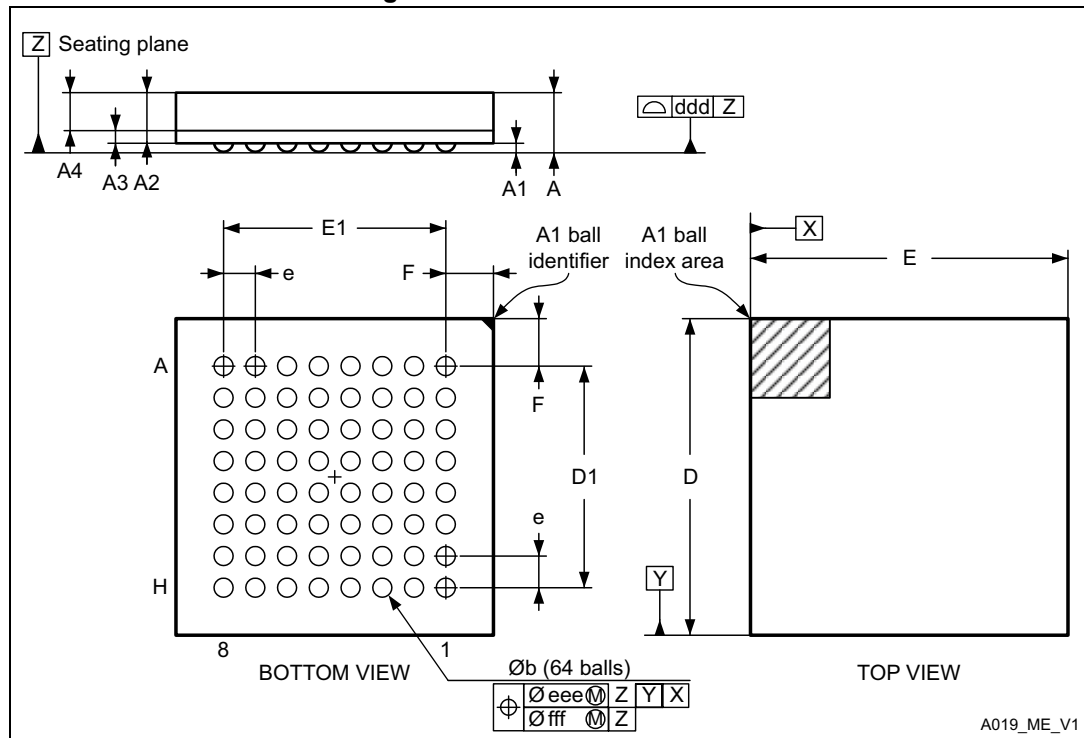 Z Seating plane
ddd Z
A4 A3 A2 A1 A
E1
e
F
A1 ball
identifier
A1 ball
index area
X
E
A
F
D1
D
e
H
Y
8 1
BOTTOM VIEW
TOP VIEW
Øb (64 balls)
Ø eee Ⓜ Z Y X
Ø fff Ⓜ Z
A019_ME_V1